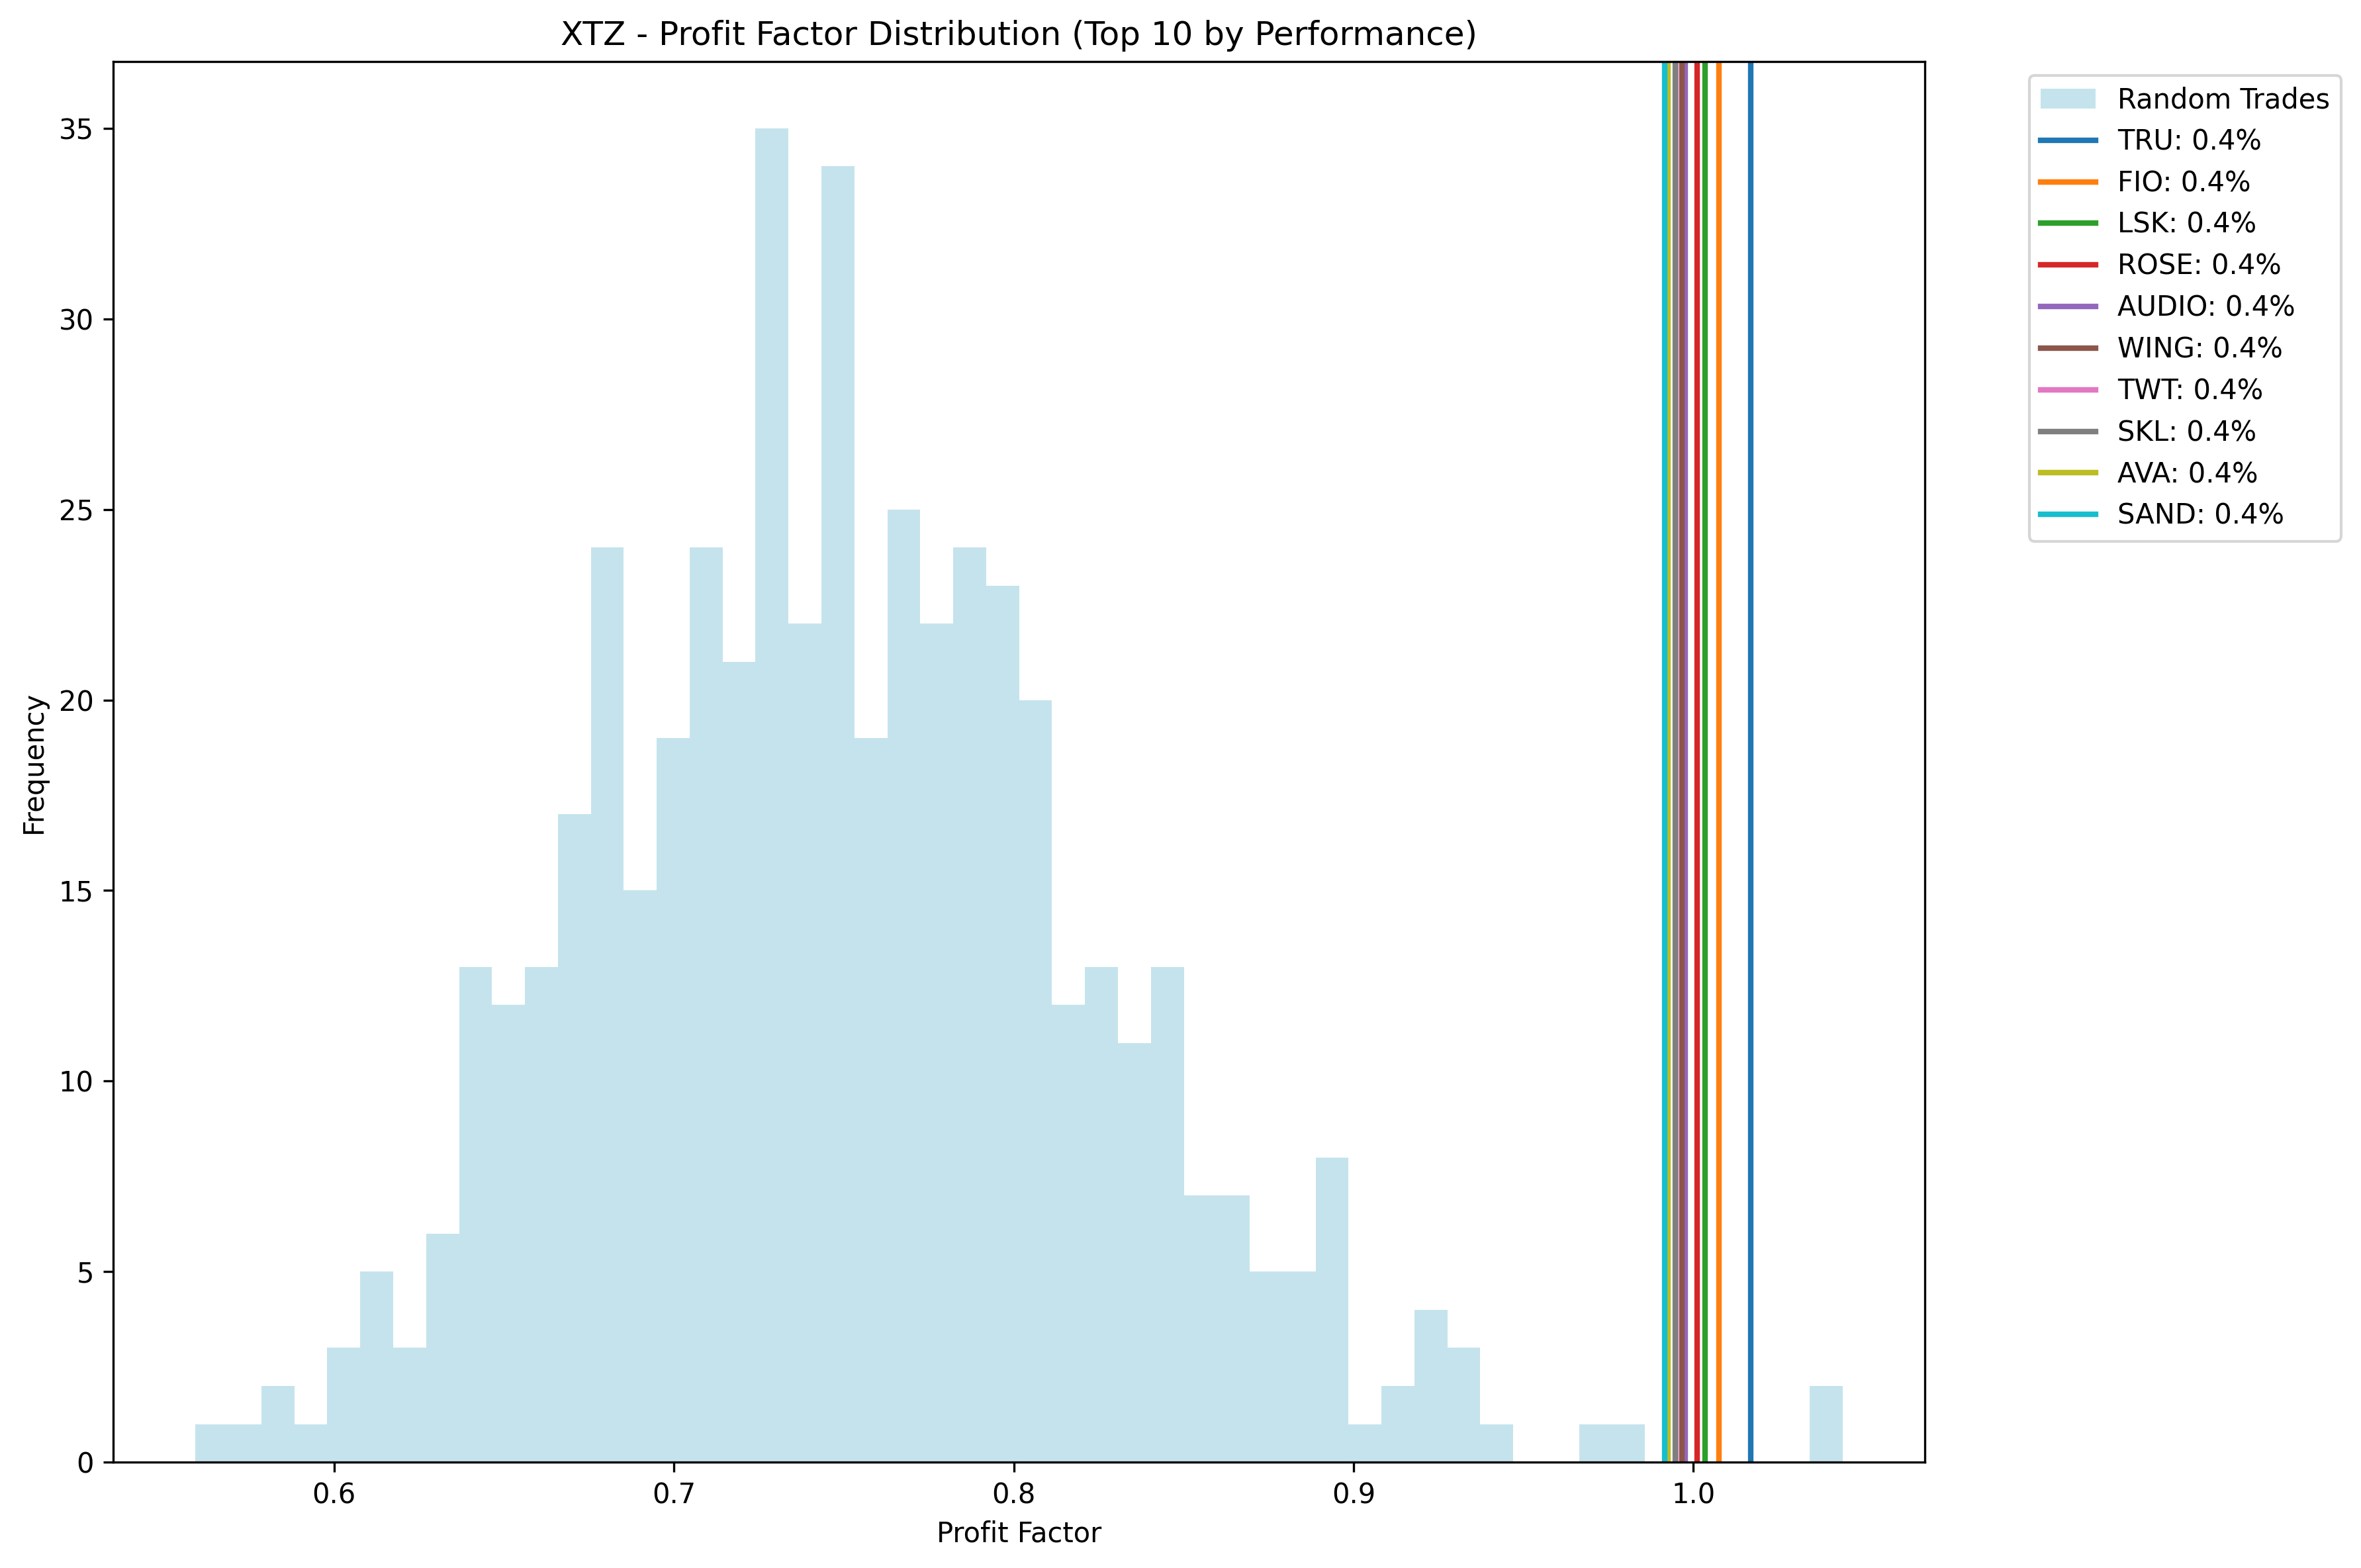 XTZ - Profit Factor Distribution (Top 10 by Performance)
35
30
25
20
15
10
5
0
Frequency
0.6
0.7
0.8
0.9
1.0
Profit Factor
Random Trades
TRU: 0.4%
FIO: 0.4%
LSK: 0.4%
ROSE: 0.4%
AUDIO: 0.4%
WING: 0.4%
TWT: 0.4%
SKL: 0.4%
AVA: 0.4%
SAND: 0.4%